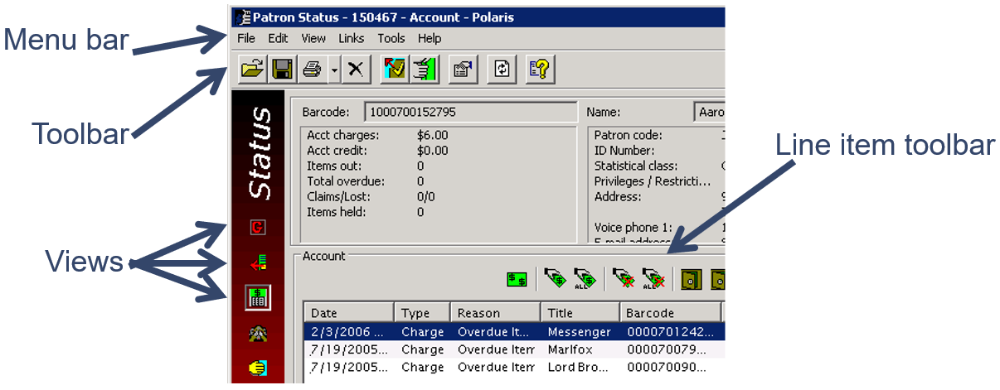 Patron Status - 150467 - Account - Polaris
Menu bar
File Edit View Links Tools Help
Toolbar
Status
Barcode: 1000700152795
Name: Aaro
Acct charges: $6.00
Acct credit: $0.00
Items out: 0
Total overdue: 0
Claims/Lost: 0/0
Items held: 0
Patron code:
ID Number:
Statistical class:
Privileges / Restricti...
Address:
Voice phone 1:
E-mail address
Line item toolbar
Views
G
Account
$ $
$
$
ALL
ALL
$
Date Type Reason Title Barcode
2/3/2006 ... Charge Overdue It... Messenger 0000701242...
7/19/2005... Charge Overdue Item Marlfox 000070079...
7/19/2005... Charge Overdue Item Lord Bro... 000070090...